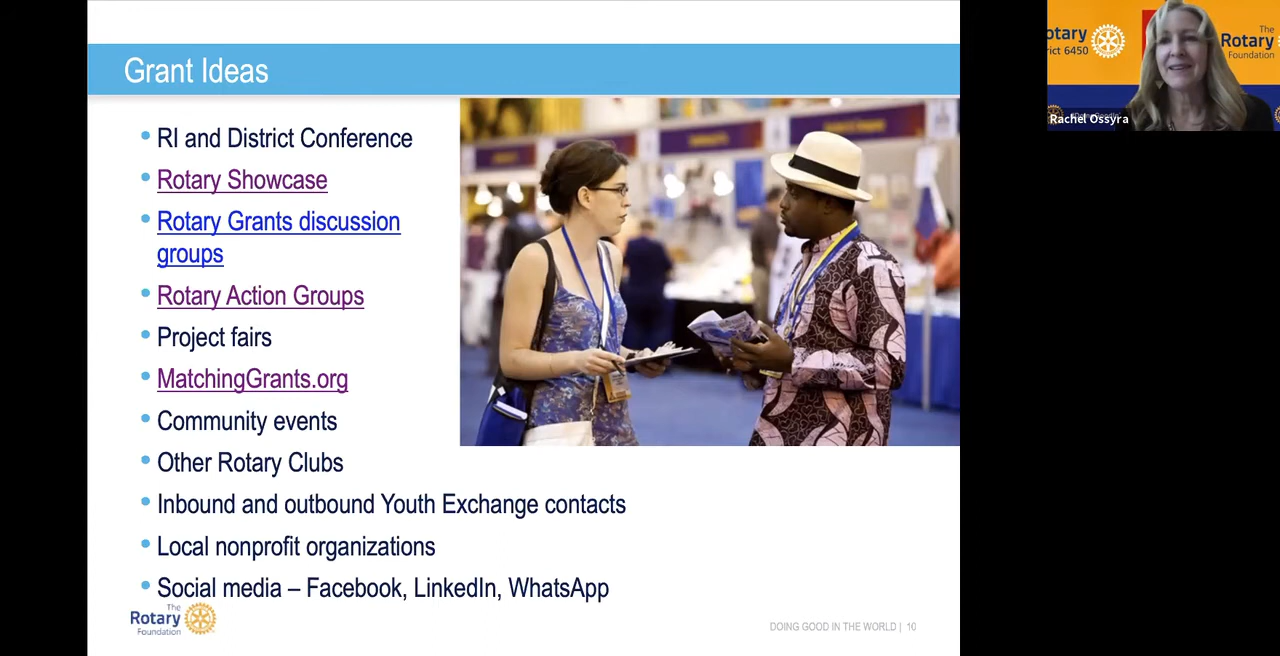 Grant Ideas
RI and District Conference
Rotary Showcase
Rotary Grants discussion
groups
Rotary Action Groups
Project fairs
MatchingGrants.org
Community events
Other Rotary Clubs
Inbound and outbound Youth Exchange contacts
Local nonprofit organizations
Social media – Facebook, LinkedIn, WhatsApp
The
Rotary
Foundation
DOING GOOD IN THE WORLD | 10
otary
rict 6450
The
Rotary
Foundation
Rachel Ossyra